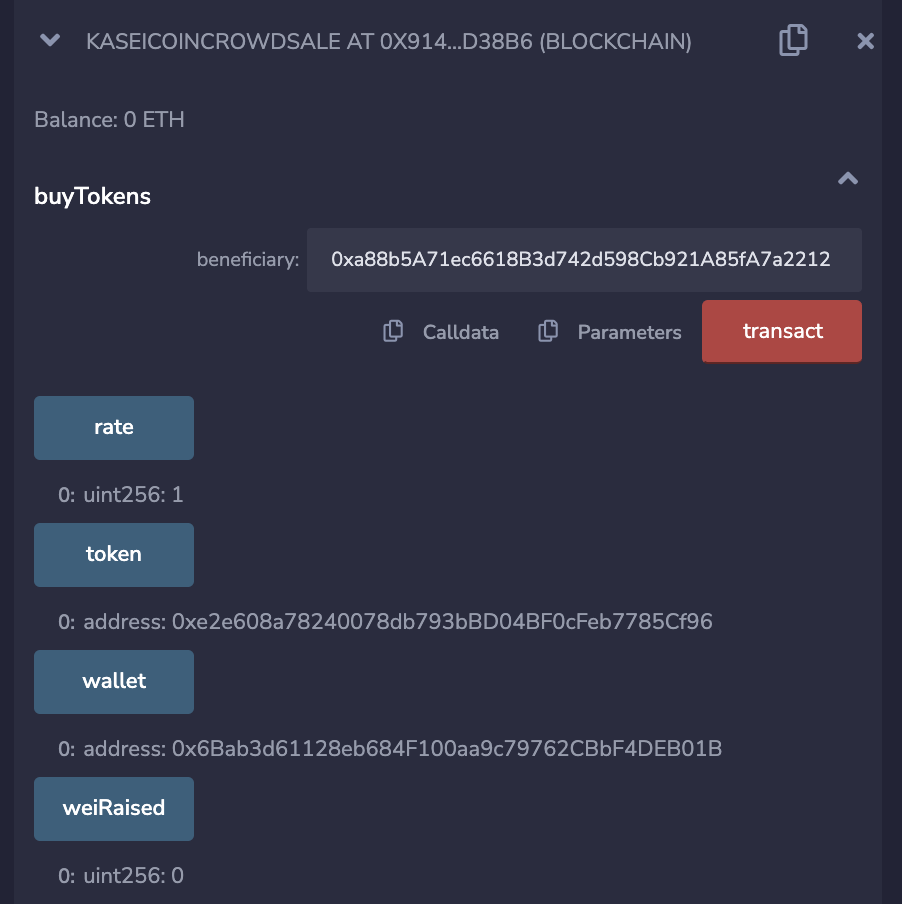 KASEICOINCROWDSALE AT 0X914...D38B6 (BLOCKCHAIN)
Balance: 0 ETH
buyTokens
beneficiary: 0xa88b5A71ec6618B3d742d598Cb921A85fA7a2212
Calldata Parameters transact
rate
0: uint256: 1
token
0: address: 0xe2e608a78240078db793bBD04BF0cFeb7785Cf96
wallet
0: address: 0x6Bab3d61128eb684F100aa9c79762CBbF4DEB01B
weiRaised
0: uint256: 0